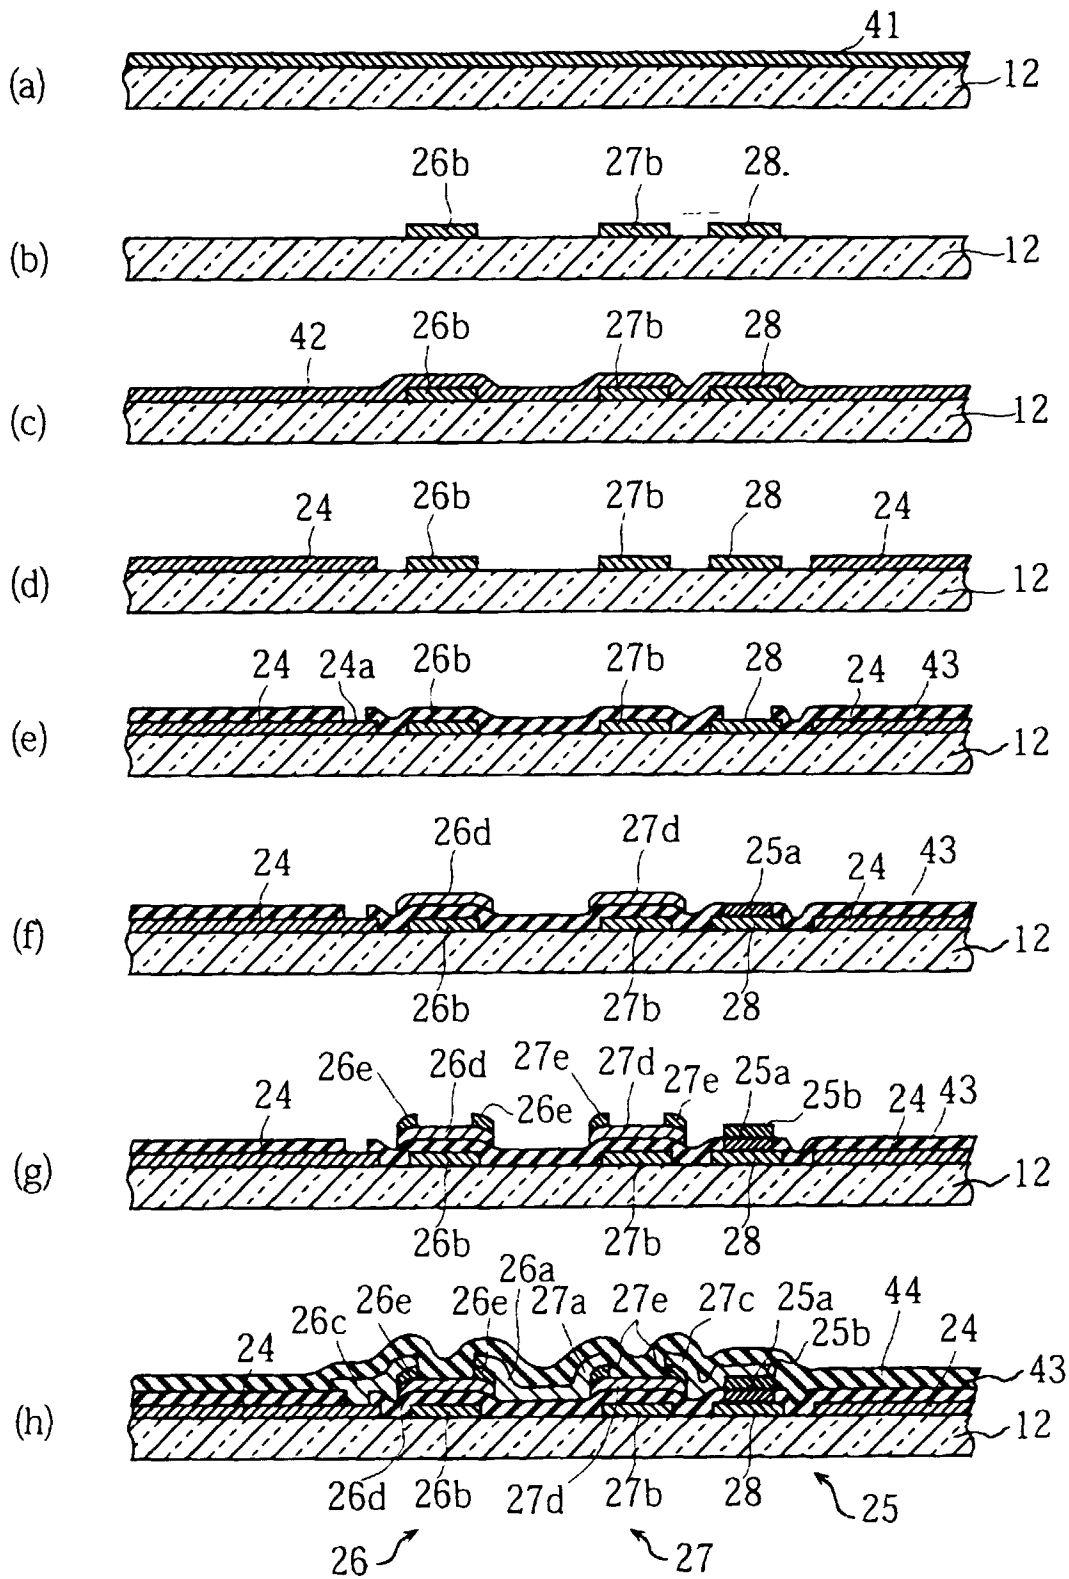 41
(a)
12
26b 27b 28.
(b)
12
42 26b 27b 28
(c)
12
24 26b 27b 28 24
(d)
12
24 24a 26b 27b 28 24 43
(e)
12
24 26d 27d 25a 24 43
(f)
12
26b 27b 28
24 26e 26d 26e 27e 27d 27e 25a 25b 24 43
(g)
12
26b 27b 28
24 26c 26e 26e 26a 27a 27e 27c 25a 25b 44 24
43
(h)
12
26d 26b 27d 27b 28 25
26 27